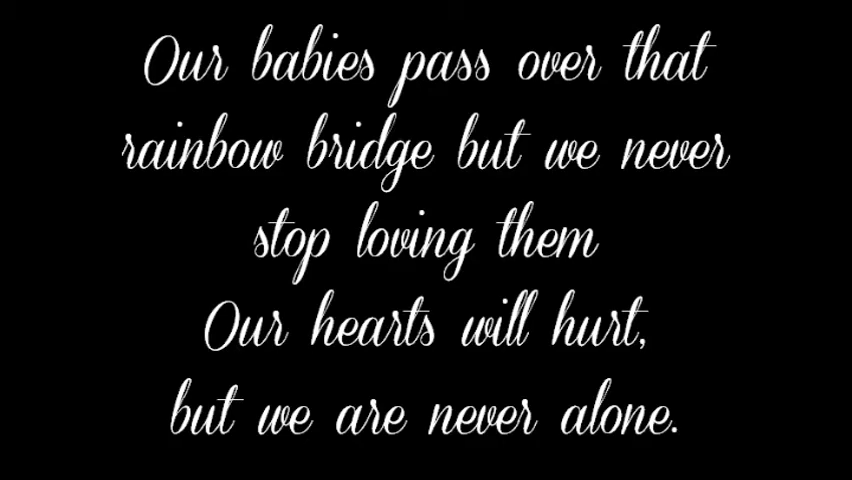 Our babies pass over that
rainbow bridge but we never
stop loving them
Our hearts will hurt,
but we are never alone.